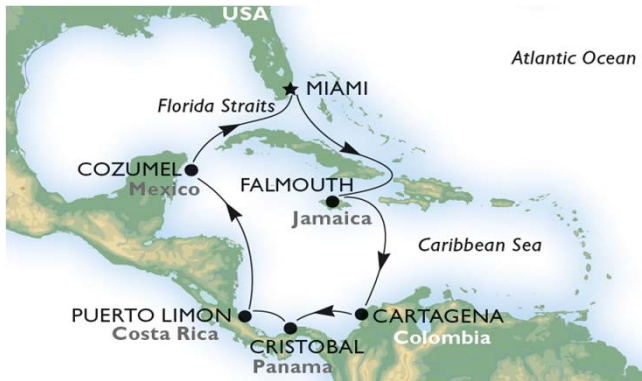 USA
Atlantic Ocean
MIAMI
Florida Straits
COZUMEL
Mexico
FALMOUTH
Jamaica
Caribbean Sea
PUERTO LIMON
Costa Rica
CARTAGENA
Colombia
CRISTOBAL
Panama